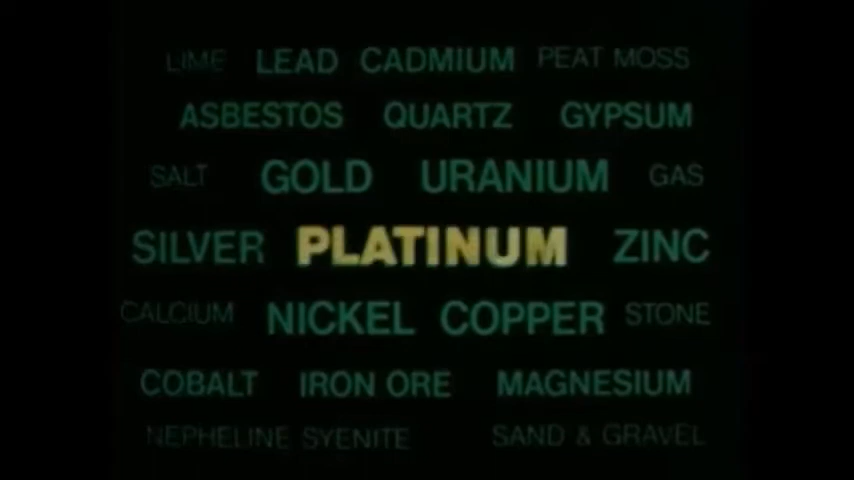 LIME LEAD CADMIUM PEAT MOSS
ASBESTOS QUARTZ GYPSUM
SALT GOLD URANIUM GAS
SILVER PLATINUM ZINC
CALCIUM NICKEL COPPER STONE
COBALT IRON ORE MAGNESIUM
NEPHELINE SYENITE SAND & GRAVEL